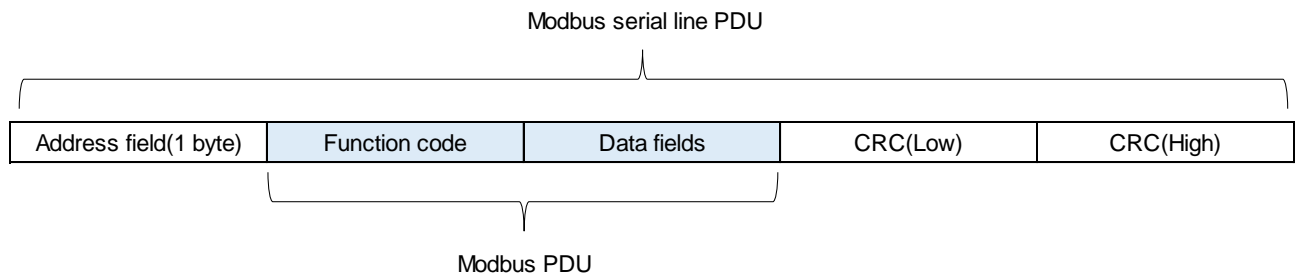 Modbus serial line PDU
Address field(1 byte)
Function code
Data fields
CRC(Low)
CRC(High)
Modbus PDU